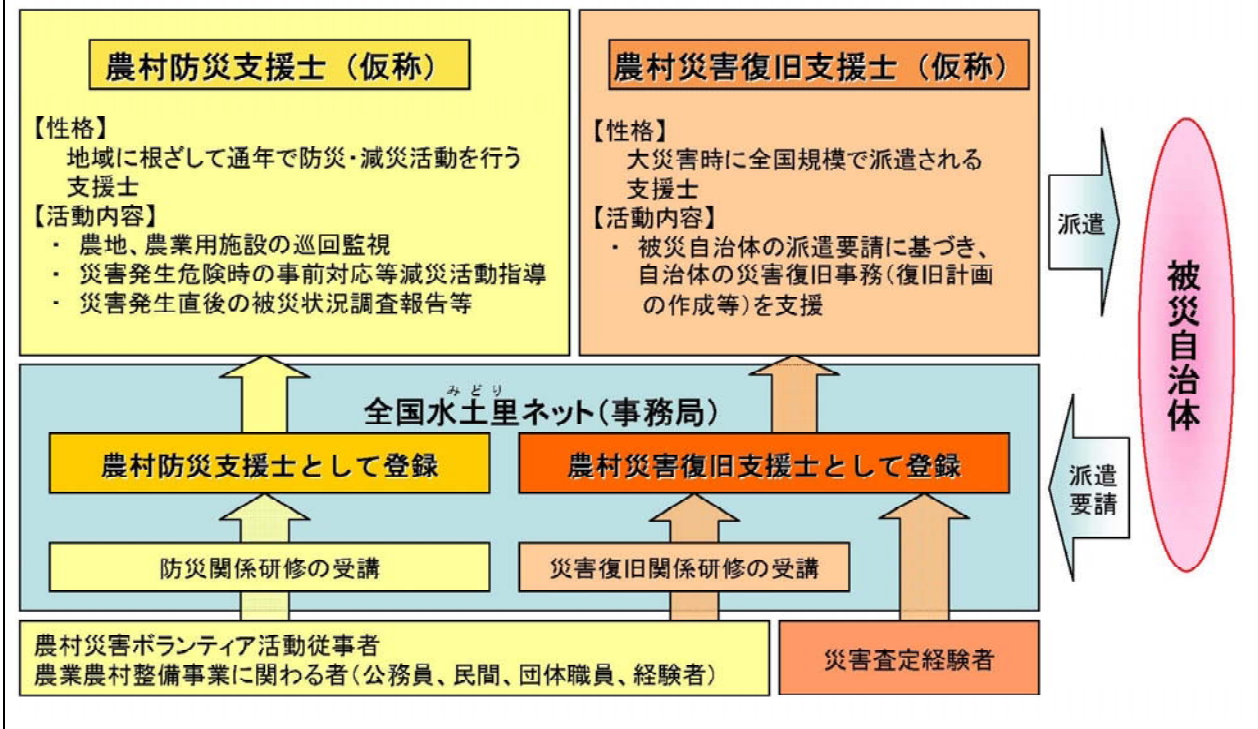 農村防災支援士（仮称）
【性格】
地域に根ざして通年で防災・減災活動を行う
支援士
【活動内容】
・ 農地、農業用施設の巡回監視
・ 災害発生危険時の事前対応等減災活動指導
・ 災害発生直後の被災状況調査報告等
農村災害復旧支援士（仮称）
【性格】
大災害時に全国規模で派遣される
支援士
【活動内容】
・ 被災自治体の派遣要請に基づき、
自治体の災害復旧事務（復旧計画
の作成等）を支援
派遣
被災自治体
派遣
要請
みどり
全国水土里ネット（事務局）
農村防災支援士として登録
農村災害復旧支援士として登録
防災関係研修の受講
災害復旧関係研修の受講
農村災害ボランティア活動従事者
農業農村整備事業に関わる者（公務員、民間、団体職員、経験者）
災害査定経験者